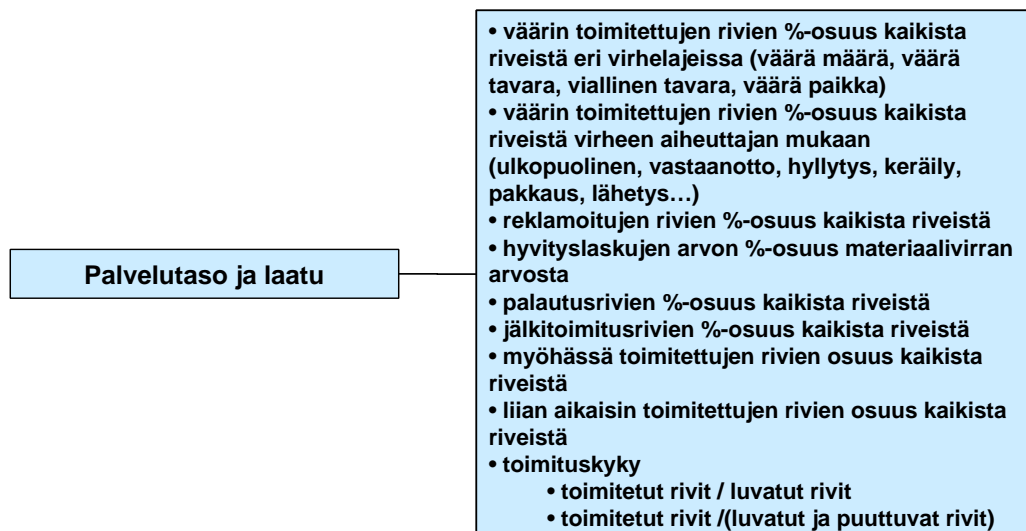 Palvelutaso ja laatu
• väärin toimitettujen rivien %-osuus kaikista
riveistä eri virhelajeissa (väärä määrä, väärä
tavara, viallinen tavara, väärä paikka)
• väärin toimitettujen rivien %-osuus kaikista
riveistä virheen aiheuttajan mukaan
(ulkopuolinen, vastaanotto, hyllytys, keräily,
pakkaus, lähetys…)
• reklamoitujen rivien %-osuus kaikista riveistä
• hyvityslaskujen arvon %-osuus materiaalivirran
arvosta
• palautusrivien %-osuus kaikista riveistä
• jälkitoimitusrivien %-osuus kaikista riveistä
• myöhässä toimitettujen rivien osuus kaikista
riveistä
• liian aikaisin toimitettujen rivien osuus kaikista
riveistä
• toimituskyky
• toimitetut rivit / luvatut rivit
• toimitetut rivit /(luvatut ja puuttuvat rivit)